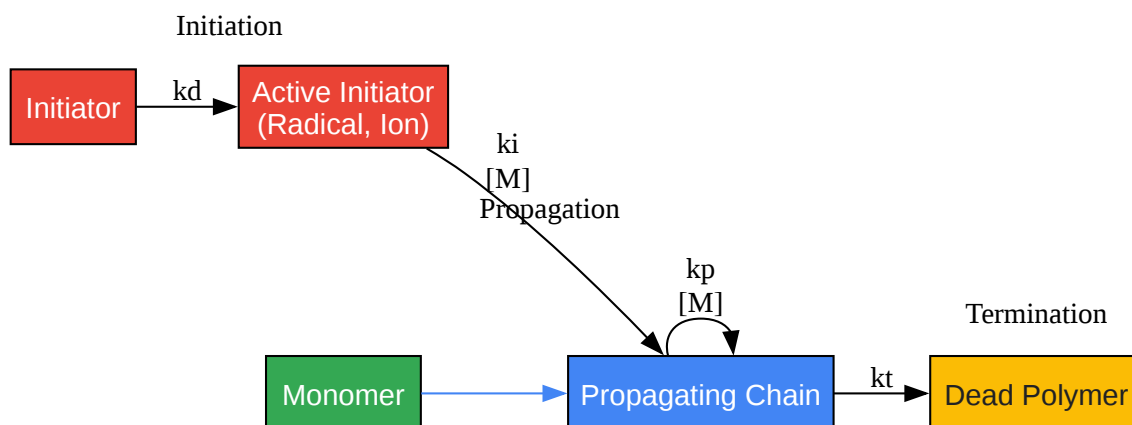 Initiation
Initiator
kd
Active Initiator
(Radical, Ion)
ki
[M]
Propagation
kp
[M]
Termination
Monomer
Propagating Chain
kt
Dead Polymer